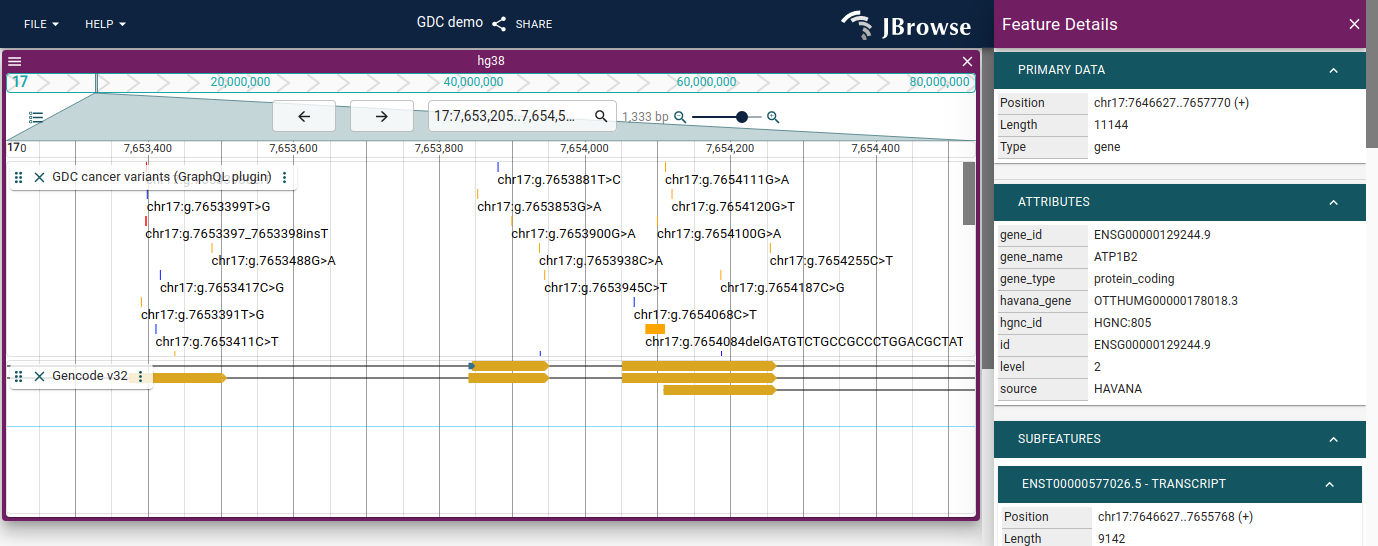 FILE HELP GDC demo SHARE JBrowse
hg38
17 20,000,000 40,000,000 60,000,000 80,000,000
17:7,653,205..7,654,5... 1,333 bp
170 7,653,400 7,653,600 7,653,800 7,654,000 7,654,200 7,654,400
GDC cancer variants (GraphQL plugin) chr17:g.7653881T>C chr17:g.7654111G>A
chr17:g.7653399T>G chr17:g.7653853G>A chr17:g.7654120G>T
chr17:g.7653397_7653398insT chr17:g.7653900G>A chr17:g.7654100G>A
chr17:g.7653488G>A chr17:g.7653938C>A chr17:g.7654255C>T
chr17:g.7653417C>G chr17:g.7653945C>T chr17:g.7654187C>G
chr17:g.7653391T>G chr17:g.7654068C>T
chr17:g.7653411C>T chr17:g.7654084delGATGTCTGCCGCCCTGGACGCTAT
Gencode v32
Feature Details
PRIMARY DATA
Position chr17:7646627..7657770 (+)
Length 11144
Type gene
ATTRIBUTES
gene_id ENSG00000129244.9
gene_name ATP1B2
gene_type protein_coding
havana_gene OTTHUMG00000178018.3
hgnc_id HGNC:805
id ENSG00000129244.9
level 2
source HAVANA
SUBFEATURES
ENST00000577026.5 - TRANSCRIPT
Position chr17:7646627..7655768 (+)
Length 9142